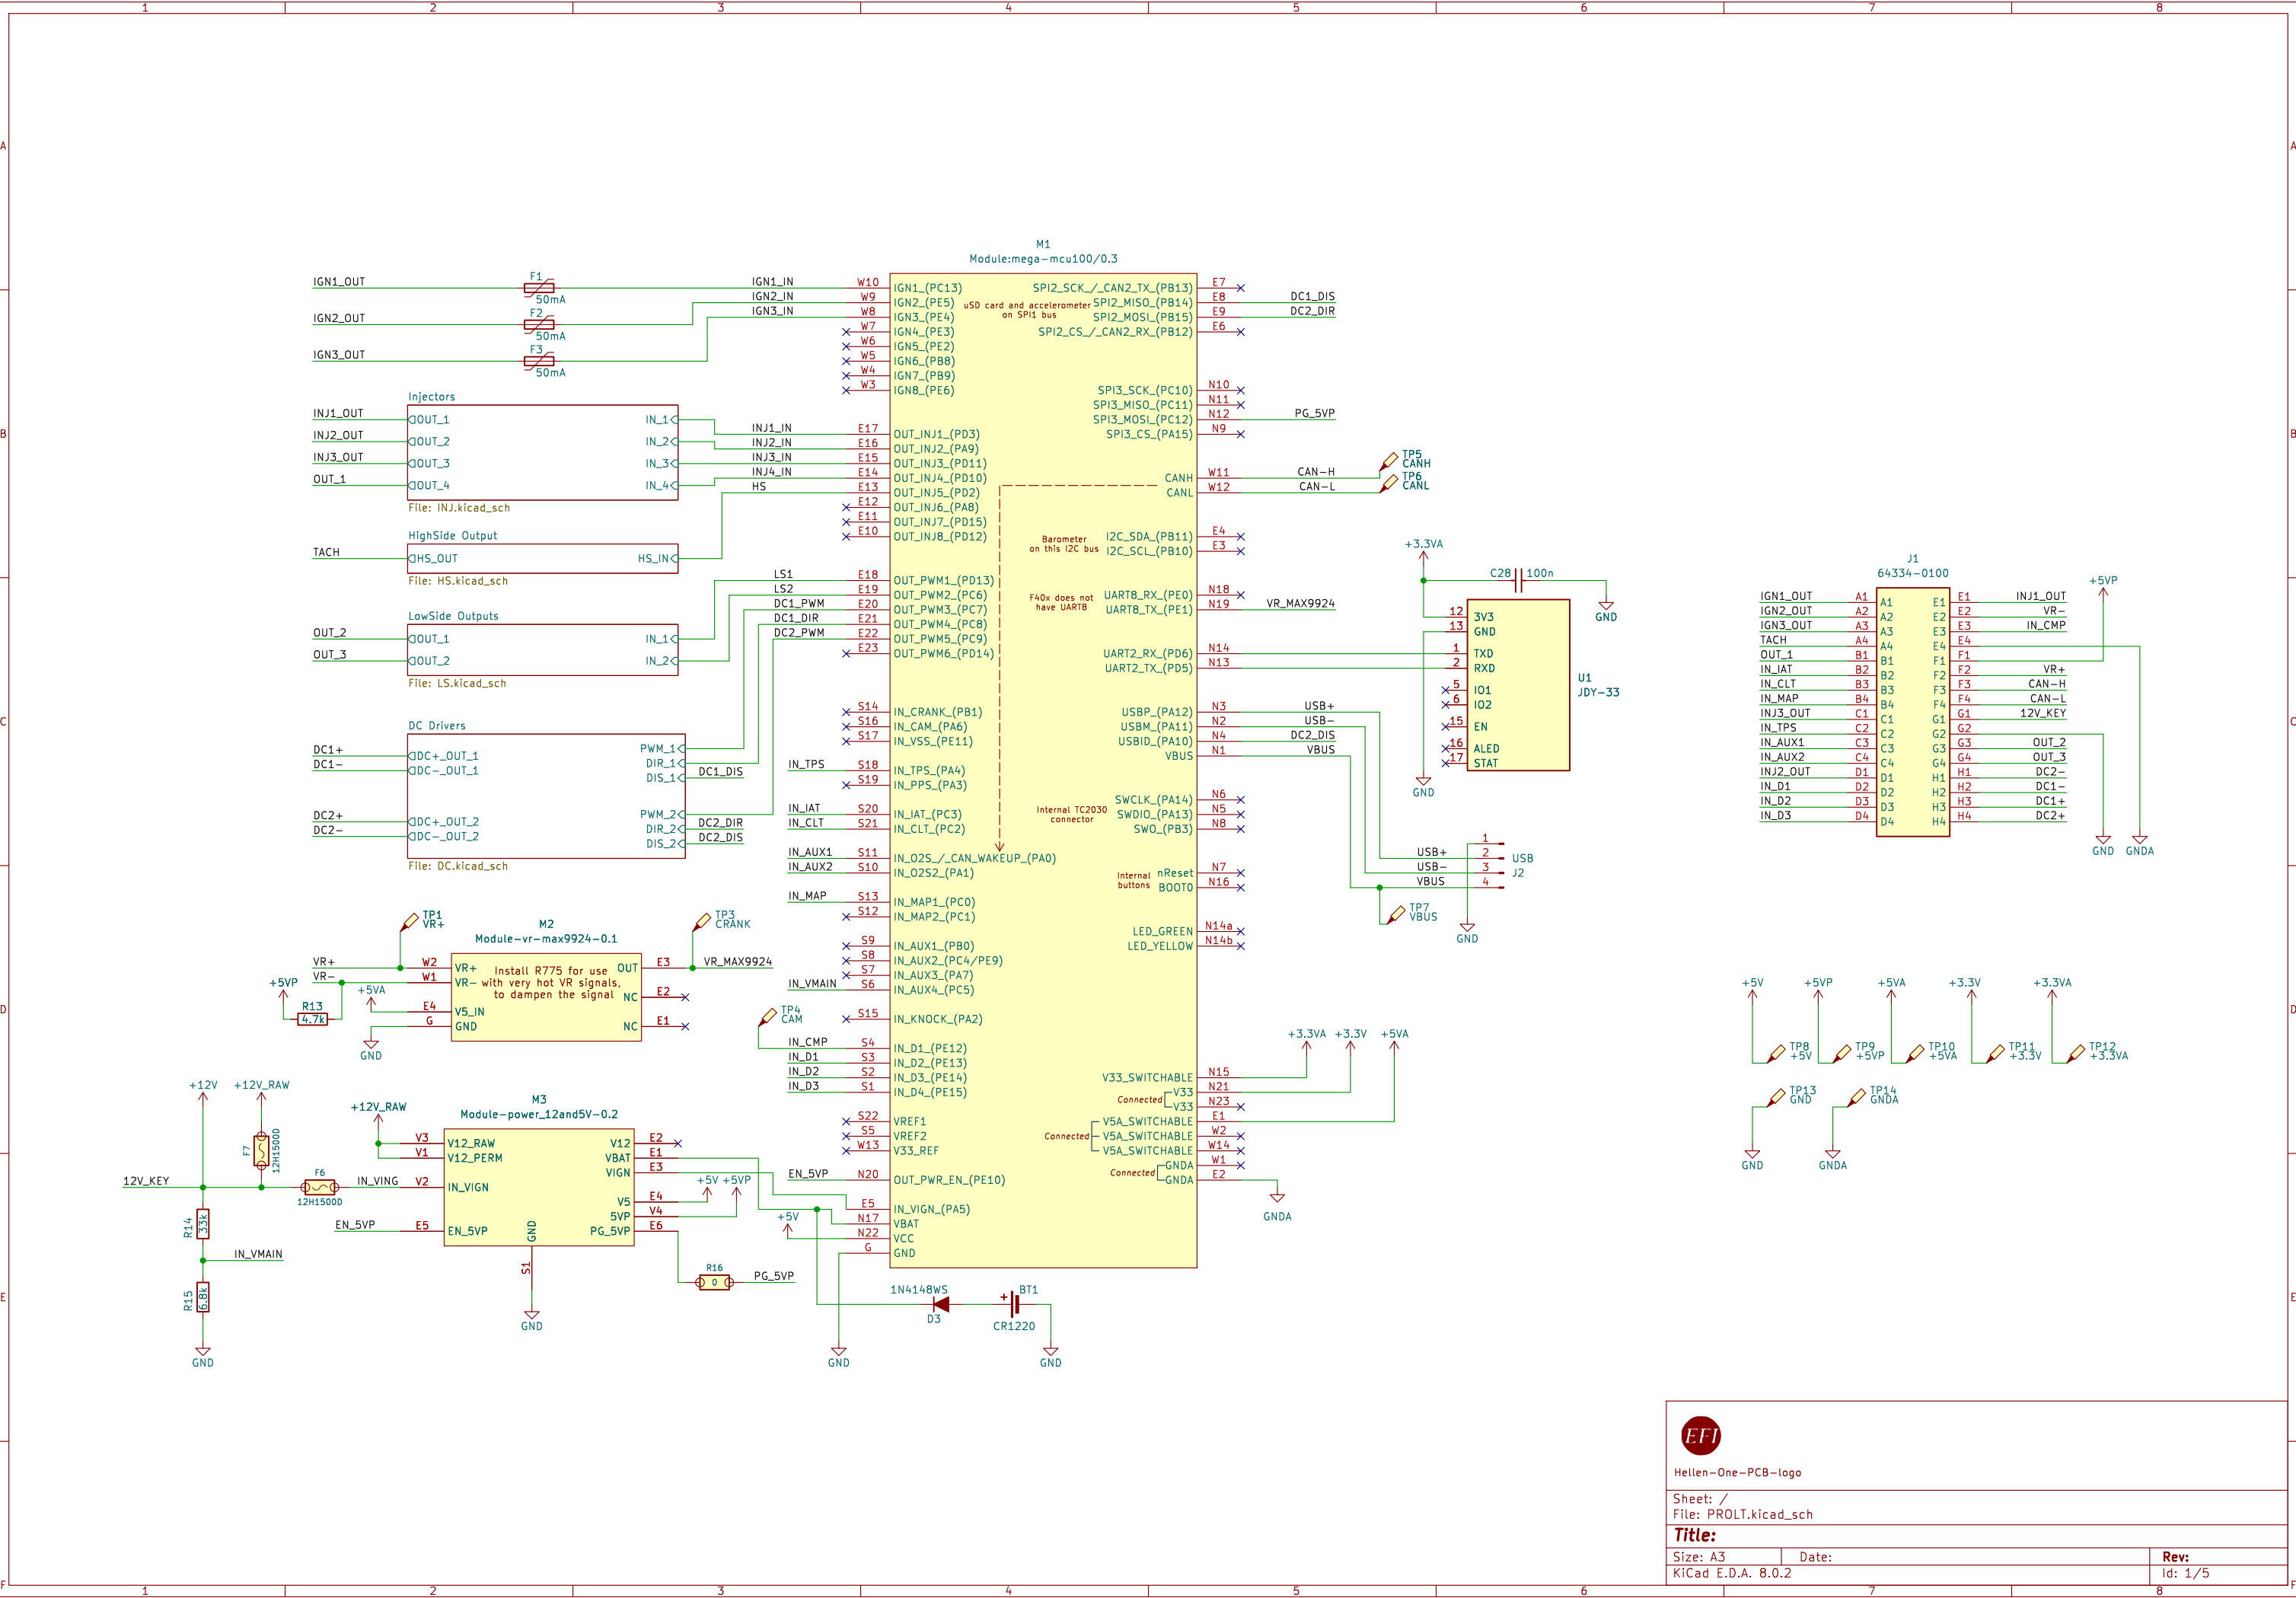 1 2 3 4 5 6 7 8
A
B
C
D
E
F
A
B
C
D
E
F
IGN1_OUT
F1
50mA
IGN1_IN
IGN2_IN
IGN3_IN
IGN2_OUT
F2
50mA
IGN3_OUT
F3
50mA
Injectors
INJ1_OUT OUT_1 IN_1 INJ1_IN
INJ2_OUT OUT_2 IN_2 INJ2_IN
INJ3_OUT OUT_3 IN_3 INJ3_IN
OUT_1 OUT_4 IN_4 INJ4_IN
HS
File: INJ.kicad_sch
HighSide Output
TACH HS_OUT HS_IN
File: HS.kicad_sch
LS1
LS2
DC1_PWM
DC1_DIR
DC2_PWM
LowSide Outputs
OUT_2 OUT_1 IN_1
OUT_3 OUT_2 IN_2
File: LS.kicad_sch
DC Drivers
DC1+ DC+_OUT_1 PWM_1
DC1- DC-_OUT_1 DIR_1
DIS_1 DC1_DIS
DC2+ DC+_OUT_2 PWM_2
DC2- DC-_OUT_2 DIR_2 DC2_DIR
DIS_2 DC2_DIS
File: DC.kicad_sch
IN_TPS
IN_IAT
IN_CLT
IN_AUX1
IN_AUX2
IN_MAP
IN_VMAIN
IN_CMP
IN_D1
IN_D2
IN_D3
EN_5VP
TP1
VR+
TP3
CRANK
M2
Module-vr-max9924-0.1
VR+ W2 VR+ OUT E3 VR_MAX9924
VR- W1 VR- NC E2
E4 V5_IN
G GND NC E1
Install R775 for use
with very hot VR signals,
to dampen the signal
+5VP
R13
4.7k
+5VA
GND
TP4
CAM
+12V
+12V_RAW
+12V_RAW
F7
12H1500D
12V_KEY
F6
12H1500D
IN_VING
R14
33k
IN_VMAIN
R15
6.8k
GND
M3
Module-power_12and5V-0.2
V3 V12_RAW V12 E2
V1 V12_PERM VBAT E1
VIGN E3
V2 IN_VIGN
V5 E4
5VP V4
EN_5VP E5 EN_5VP PG_5VP E6
GND
S1
GND
+5V +5VP
+5V
R16
0
PG_5VP
1N4148WS
D3
BT1
+
CR1220
GND
GND
M1
Module:mega-mcu100/0.3
W10 IGN1_(PC13)
W9 IGN2_(PE5)
W8 IGN3_(PE4)
W7 IGN4_(PE3)
W6 IGN5_(PE2)
W5 IGN6_(PB8)
W4 IGN7_(PB9)
W3 IGN8_(PE6)
E17 OUT_INJ1_(PD3)
E16 OUT_INJ2_(PA9)
E15 OUT_INJ3_(PD11)
E14 OUT_INJ4_(PD10)
E13 OUT_INJ5_(PD2)
E12 OUT_INJ6_(PA8)
E11 OUT_INJ7_(PD15)
E10 OUT_INJ8_(PD12)
E18 OUT_PWM1_(PD13)
E19 OUT_PWM2_(PC6)
E20 OUT_PWM3_(PC7)
E21 OUT_PWM4_(PC8)
E22 OUT_PWM5_(PC9)
E23 OUT_PWM6_(PD14)
S14 IN_CRANK_(PB1)
S16 IN_CAM_(PA6)
S17 IN_VSS_(PE11)
S18 IN_TPS_(PA4)
S19 IN_PPS_(PA3)
S20 IN_IAT_(PC3)
S21 IN_CLT_(PC2)
S11 IN_O2S_/_CAN_WAKEUP_(PA0)
S10 IN_O2S2_(PA1)
S13 IN_MAP1_(PC0)
S12 IN_MAP2_(PC1)
S9 IN_AUX1_(PB0)
S8 IN_AUX2_(PC4/PE9)
S7 IN_AUX3_(PA7)
S6 IN_AUX4_(PC5)
S15 IN_KNOCK_(PA2)
S4 IN_D1_(PE12)
S3 IN_D2_(PE13)
S2 IN_D3_(PE14)
S1 IN_D4_(PE15)
S22 VREF1
S5 VREF2
W13 V33_REF
N20 OUT_PWR_EN_(PE10)
E5 IN_VIGN_(PA5)
N17 VBAT
N22 VCC
G GND
uSD card and accelerometer
on SPI1 bus
Barometer
on this I2C bus
F40x does not
have UART8
Internal TC2030
connector
Internal
buttons
Connected
Connected
Connected
SPI2_SCK_/_CAN2_TX_(PB13) E7
SPI2_MISO_(PB14) E8 DC1_DIS
SPI2_MOSI_(PB15) E9 DC2_DIR
SPI2_CS_/_CAN2_RX_(PB12) E6
SPI3_SCK_(PC10) N10
SPI3_MISO_(PC11) N11
SPI3_MOSI_(PC12) N12 PG_5VP
SPI3_CS_(PA15) N9
CANH W11 CAN-H
CANL W12 CAN-L
I2C_SDA_(PB11) E4
I2C_SCL_(PB10) E3
UART8_RX_(PE0) N18
UART8_TX_(PE1) N19 VR_MAX9924
UART2_RX_(PD6) N14
UART2_TX_(PD5) N13
USBP_(PA12) N3 USB+
USBM_(PA11) N2 USB-
USBID_(PA10) N4 DC2_DIS
VBUS N1 VBUS
SWCLK_(PA14) N6
SWDIO_(PA13) N5
SWO_(PB3) N8
nReset N7
BOOT0 N16
LED_GREEN N14a
LED_YELLOW N14b
V33_SWITCHABLE N15
V33 N21
V33 N23
V5A_SWITCHABLE E1
V5A_SWITCHABLE W2
V5A_SWITCHABLE W14
GNDA W1
GNDA E2
+3.3VA +3.3V +5VA
GNDA
TP5
CANH
TP6
CANL
+3.3VA
C28 100n
GND
12 3V3
13 GND
1 TXD
2 RXD
5 IO1
6 IO2
15 EN
16 ALED
17 STAT
U1
JDY-33
GND
1
USB+ 2 USB
USB- 3 J2
VBUS 4
TP7
VBUS
GND
J1
64334-0100
IGN1_OUT A1 A1 E1 E1 INJ1_OUT
IGN2_OUT A2 A2 E2 E2 VR-
IGN3_OUT A3 A3 E3 E3 IN_CMP
TACH A4 A4 E4 E4
OUT_1 B1 B1 F1 F1
IN_IAT B2 B2 F2 F2 VR+
IN_CLT B3 B3 F3 F3 CAN-H
IN_MAP B4 B4 F4 F4 CAN-L
INJ3_OUT C1 C1 G1 G1 12V_KEY
IN_TPS C2 C2 G2 G2
IN_AUX1 C3 C3 G3 G3 OUT_2
IN_AUX2 C4 C4 G4 G4 OUT_3
INJ2_OUT D1 D1 H1 H1 DC2-
IN_D1 D2 D2 H2 H2 DC1-
IN_D2 D3 D3 H3 H3 DC1+
IN_D3 D4 D4 H4 H4 DC2+
+5VP
GND GNDA
+5V +5VP +5VA +3.3V +3.3VA
TP8
+5V
TP9
+5VP
TP10
+5VA
TP11
+3.3V
TP12
+3.3VA
TP13
GND
TP14
GNDA
GND GNDA
EFI
Hellen-One-PCB-logo
Sheet: /
File: PROLT.kicad_sch
Title:
Size: A3 Date: Rev:
KiCad E.D.A. 8.0.2 Id: 1/5
1 2 3 4 5 6 7 8